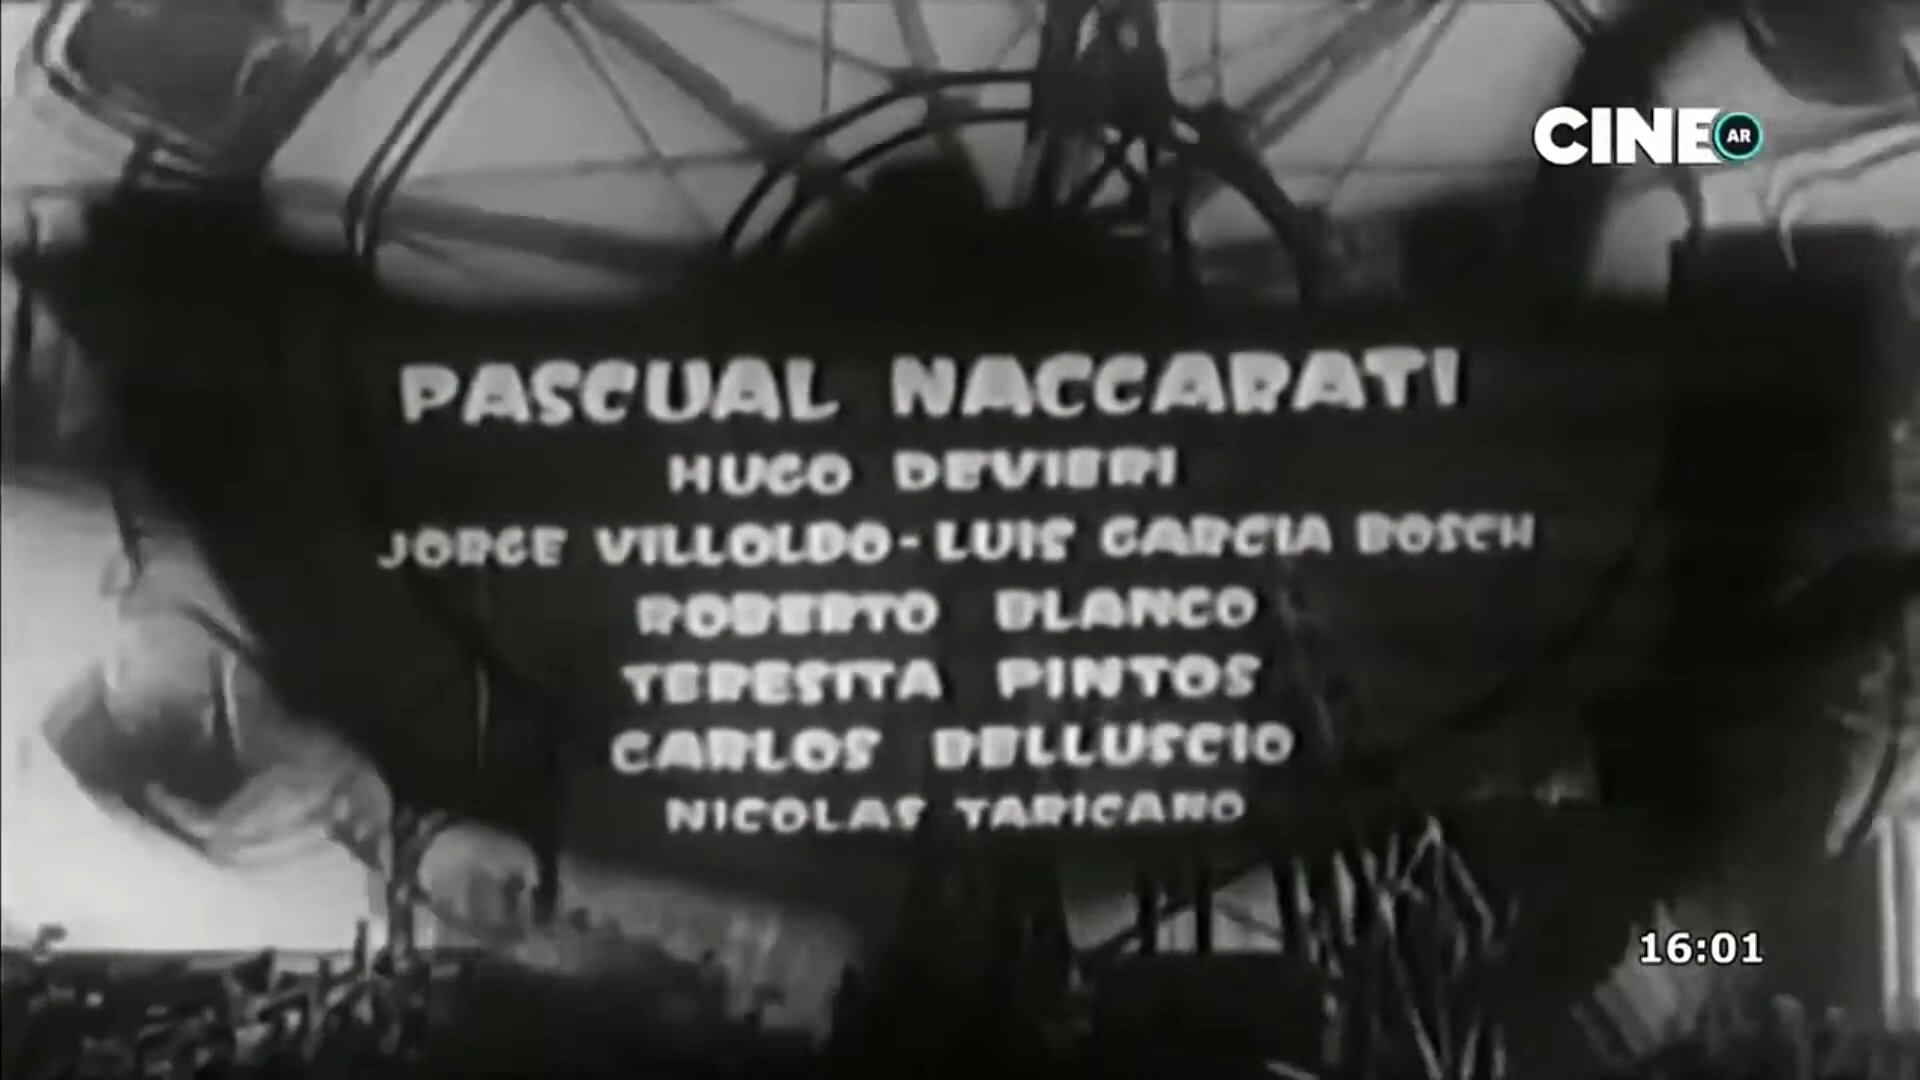 CINE AR
PASCUAL NACCARATI
HUGO DEVIERI
JORGE VILLOLDO - LUIS GARCIA BOSCH
ROBERTO BLANCO
TERESITA PINTOS
CARLOS BELLUSCIO
NICOLAS TARICANO
16:01